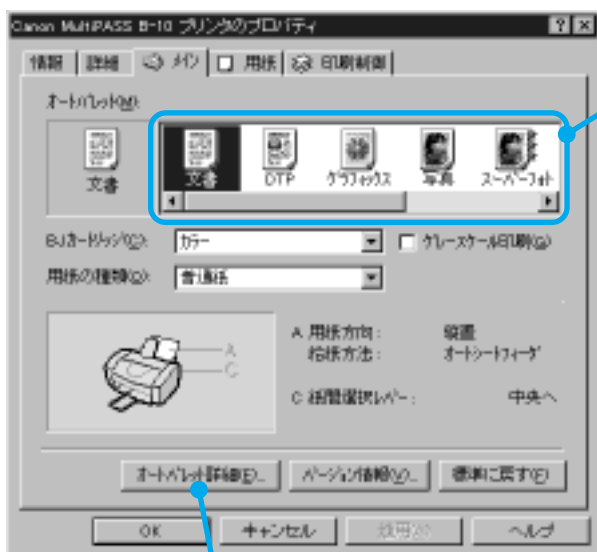 Canon MultiPASS B-10 プリンタのプロパティ
情報 詳細 メイン 用紙 印刷制御
オートパレット(M):
文書 文書 DTP グラフィックス 写真 スーパーフォト
BJカートリッジ(C): カラー グレースケール印刷(G)
用紙の種類(D): 普通紙
A 用紙方向: 縦置
A
給紙方法: オートシートフィーダ
C
C 紙間選択レバー: 中央へ
オートパレット詳細(E)... バージョン情報(V)... 標準に戻す(F)
OK キャンセル 適用(A) ヘルプ